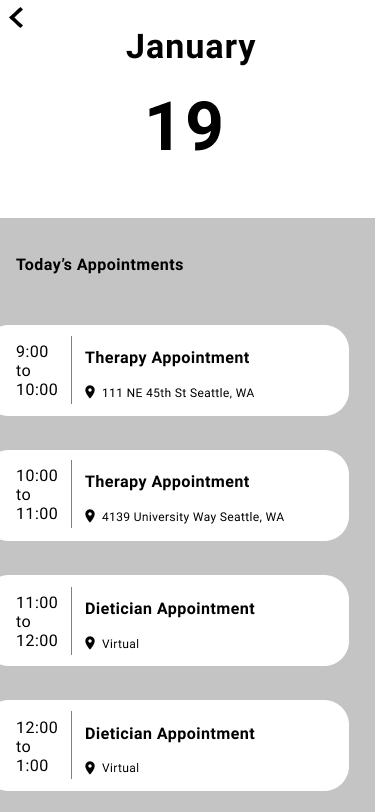 January
19
Today's Appointments
9:00
to
10:00
Therapy Appointment
111 NE 45th St Seattle, WA
10:00
to
11:00
Therapy Appointment
4139 University Way Seattle, WA
11:00
to
12:00
Dietician Appointment
Virtual
12:00
to
1:00
Dietician Appointment
Virtual